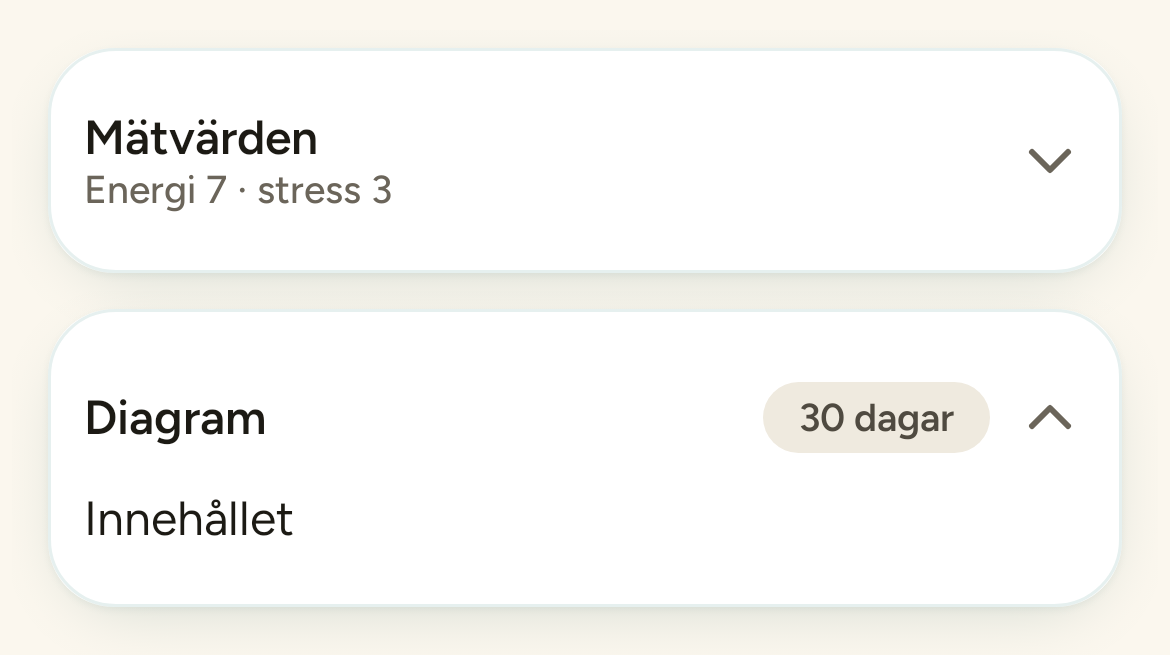 Mätvärden
Energi 7 · stress 3
Diagram
30 dagar
Innehållet